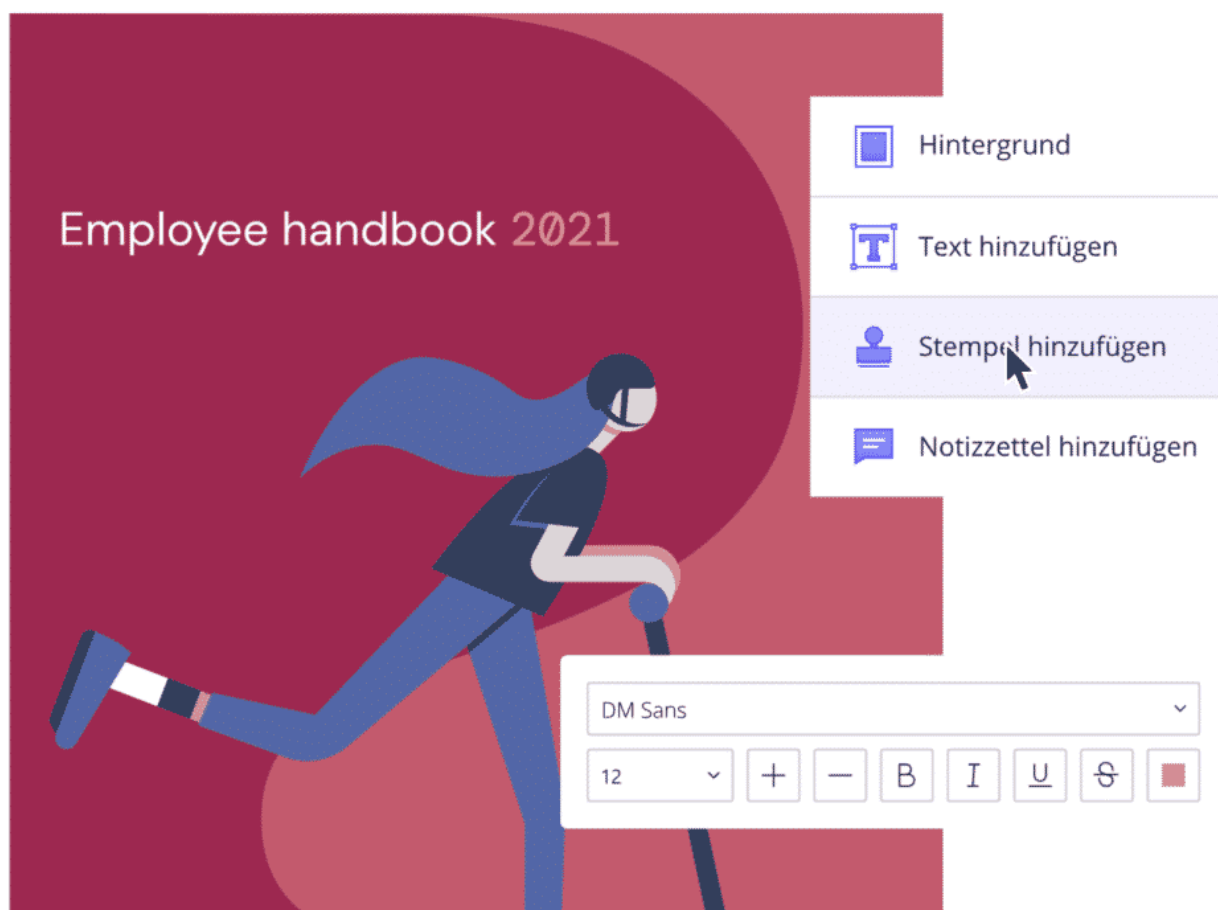 Employee handbook 2021
Hintergrund
Text hinzufügen
Stempel hinzufügen
Notizzettel hinzufügen
DM Sans
12
B I U S